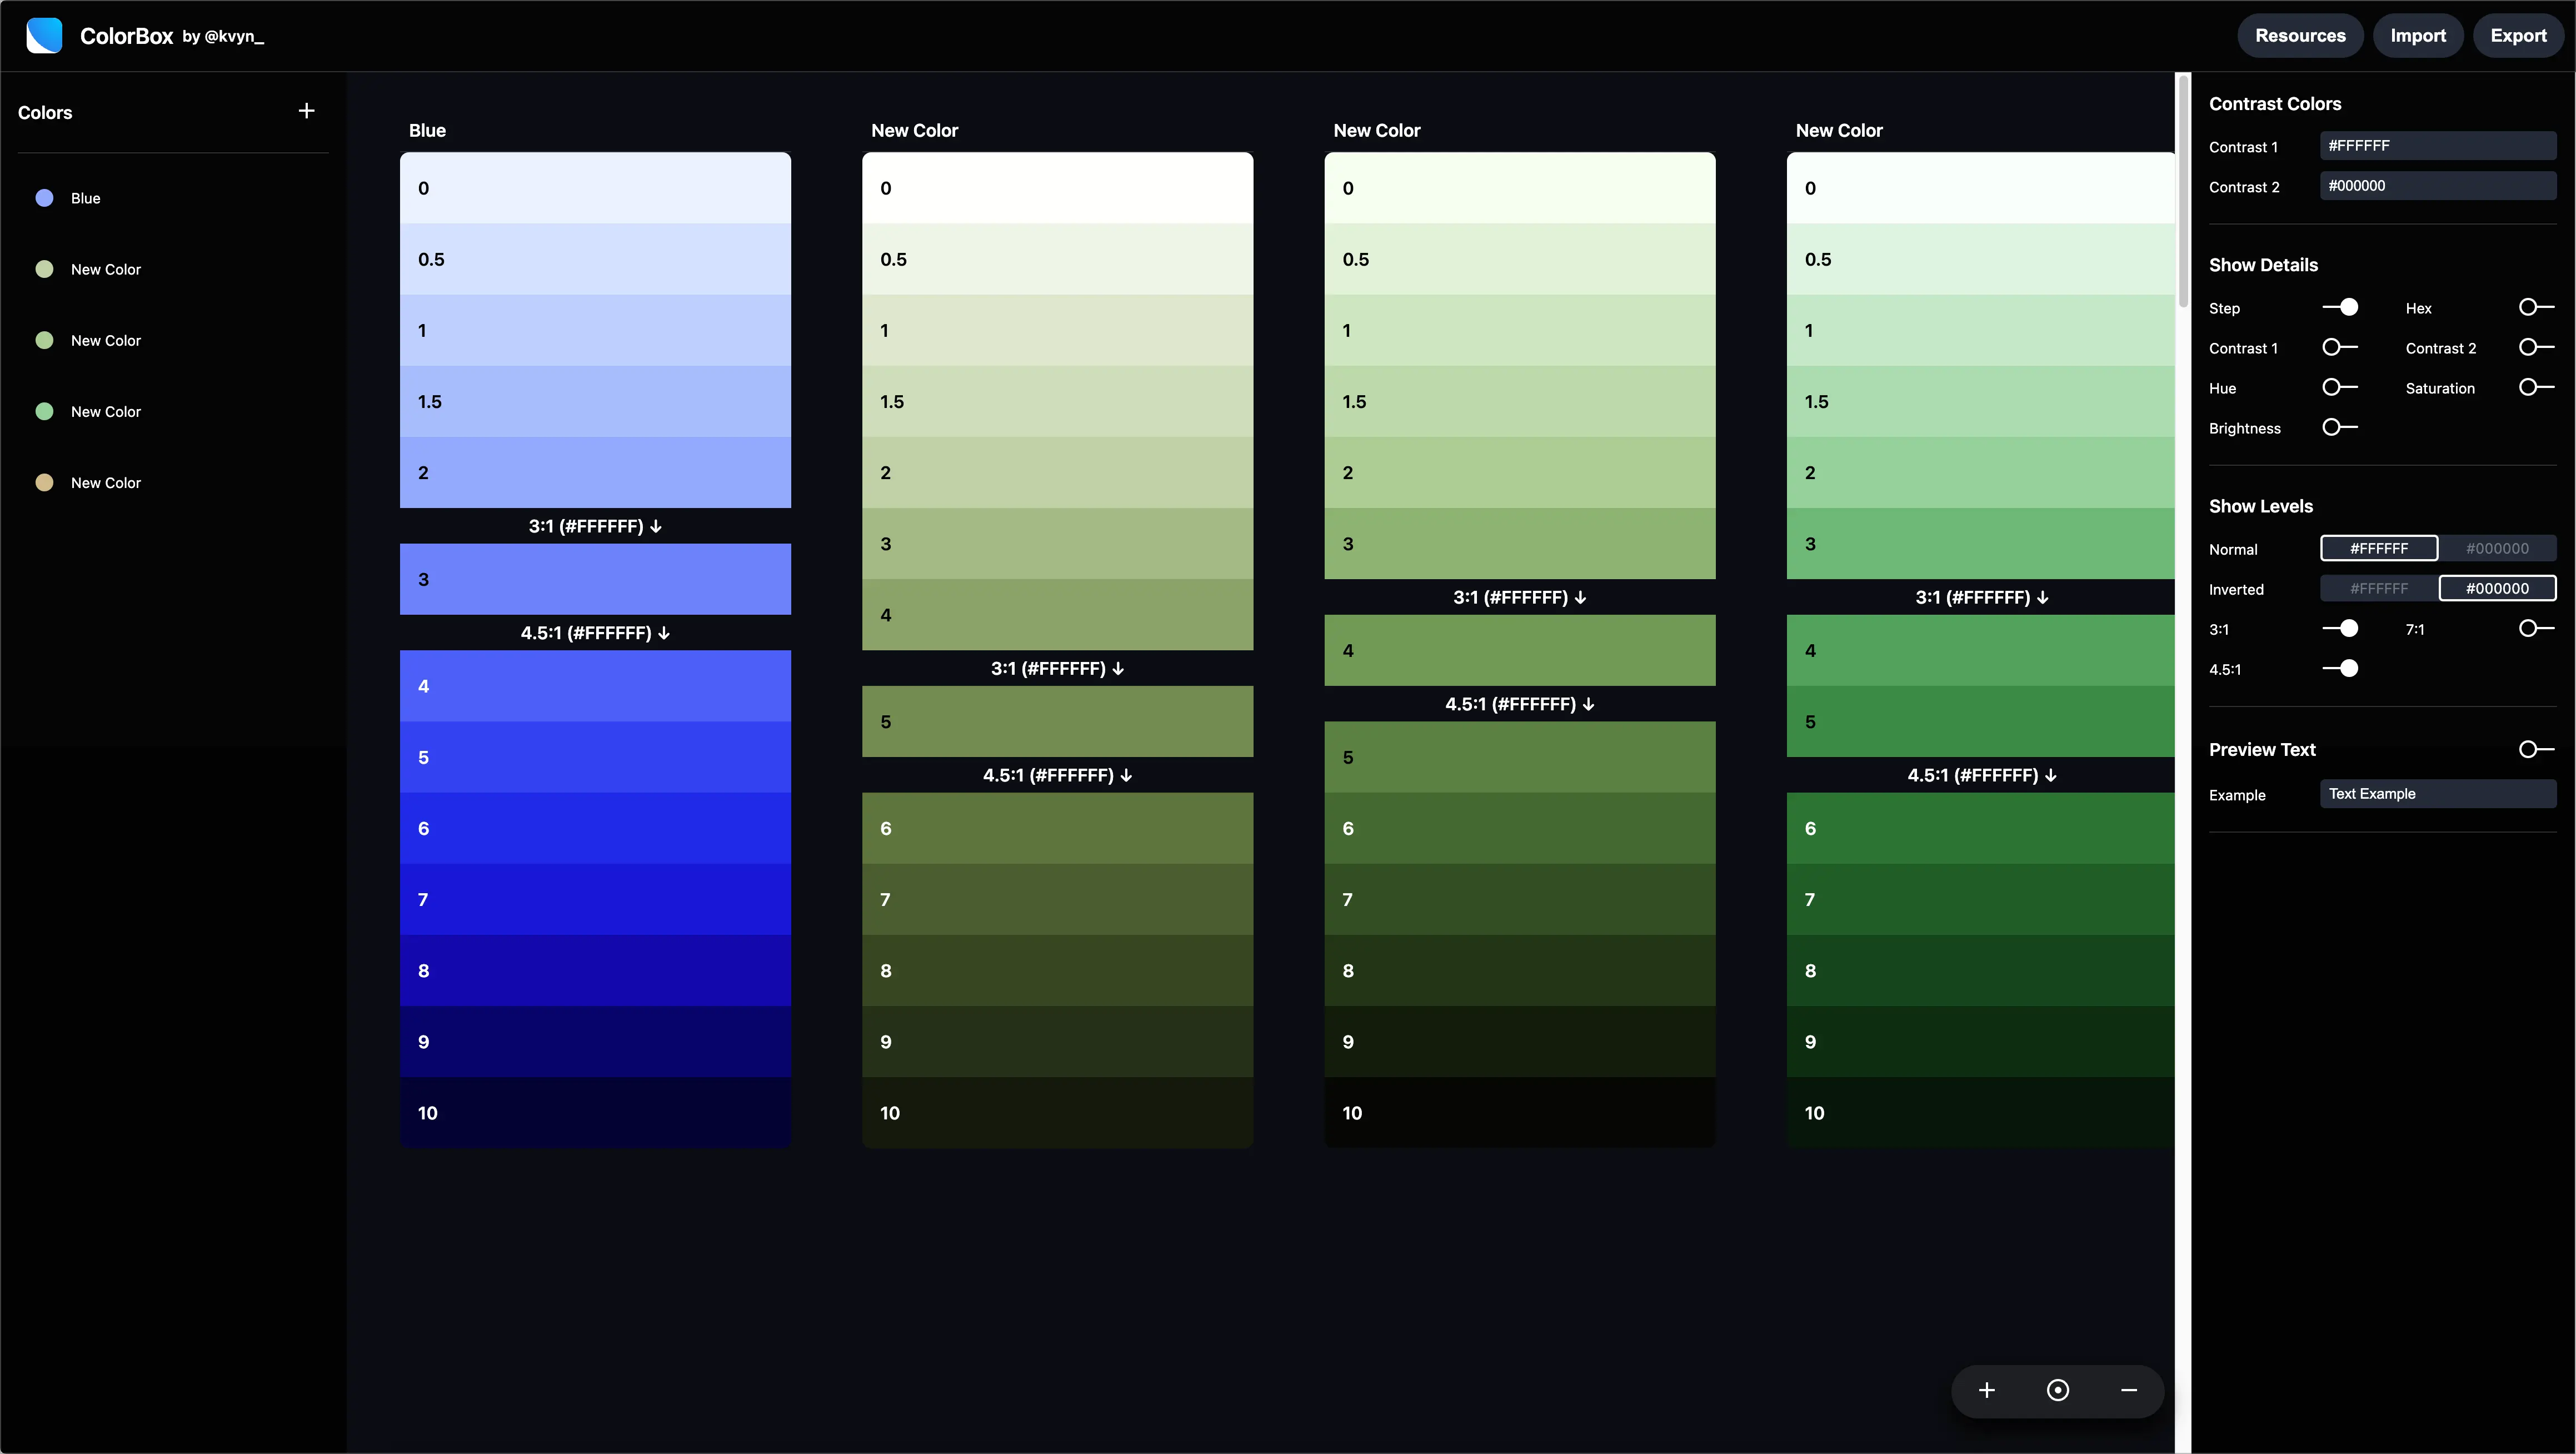 ColorBox by @kvyn_
Resources
Import
Export
Colors
Blue
New Color
New Color
New Color
New Color
Blue
0
0.5
1
1.5
2
3:1 (#FFFFFF) ↓
3
4.5:1 (#FFFFFF) ↓
4
5
6
7
8
9
10
New Color
0
0.5
1
1.5
2
3
4
3:1 (#FFFFFF) ↓
5
4.5:1 (#FFFFFF) ↓
6
7
8
9
10
New Color
0
0.5
1
1.5
2
3
3:1 (#FFFFFF) ↓
4
4.5:1 (#FFFFFF) ↓
5
6
7
8
9
10
New Color
0
0.5
1
1.5
2
3
3:1 (#FFFFFF) ↓
4
5
4.5:1 (#FFFFFF) ↓
6
7
8
9
10
Contrast Colors
Contrast 1 #FFFFFF
Contrast 2 #000000
Show Details
Step Hex
Contrast 1 Contrast 2
Hue Saturation
Brightness
Show Levels
Normal #FFFFFF #000000
Inverted #FFFFFF #000000
3:1 7:1
4.5:1
Preview Text
Example Text Example